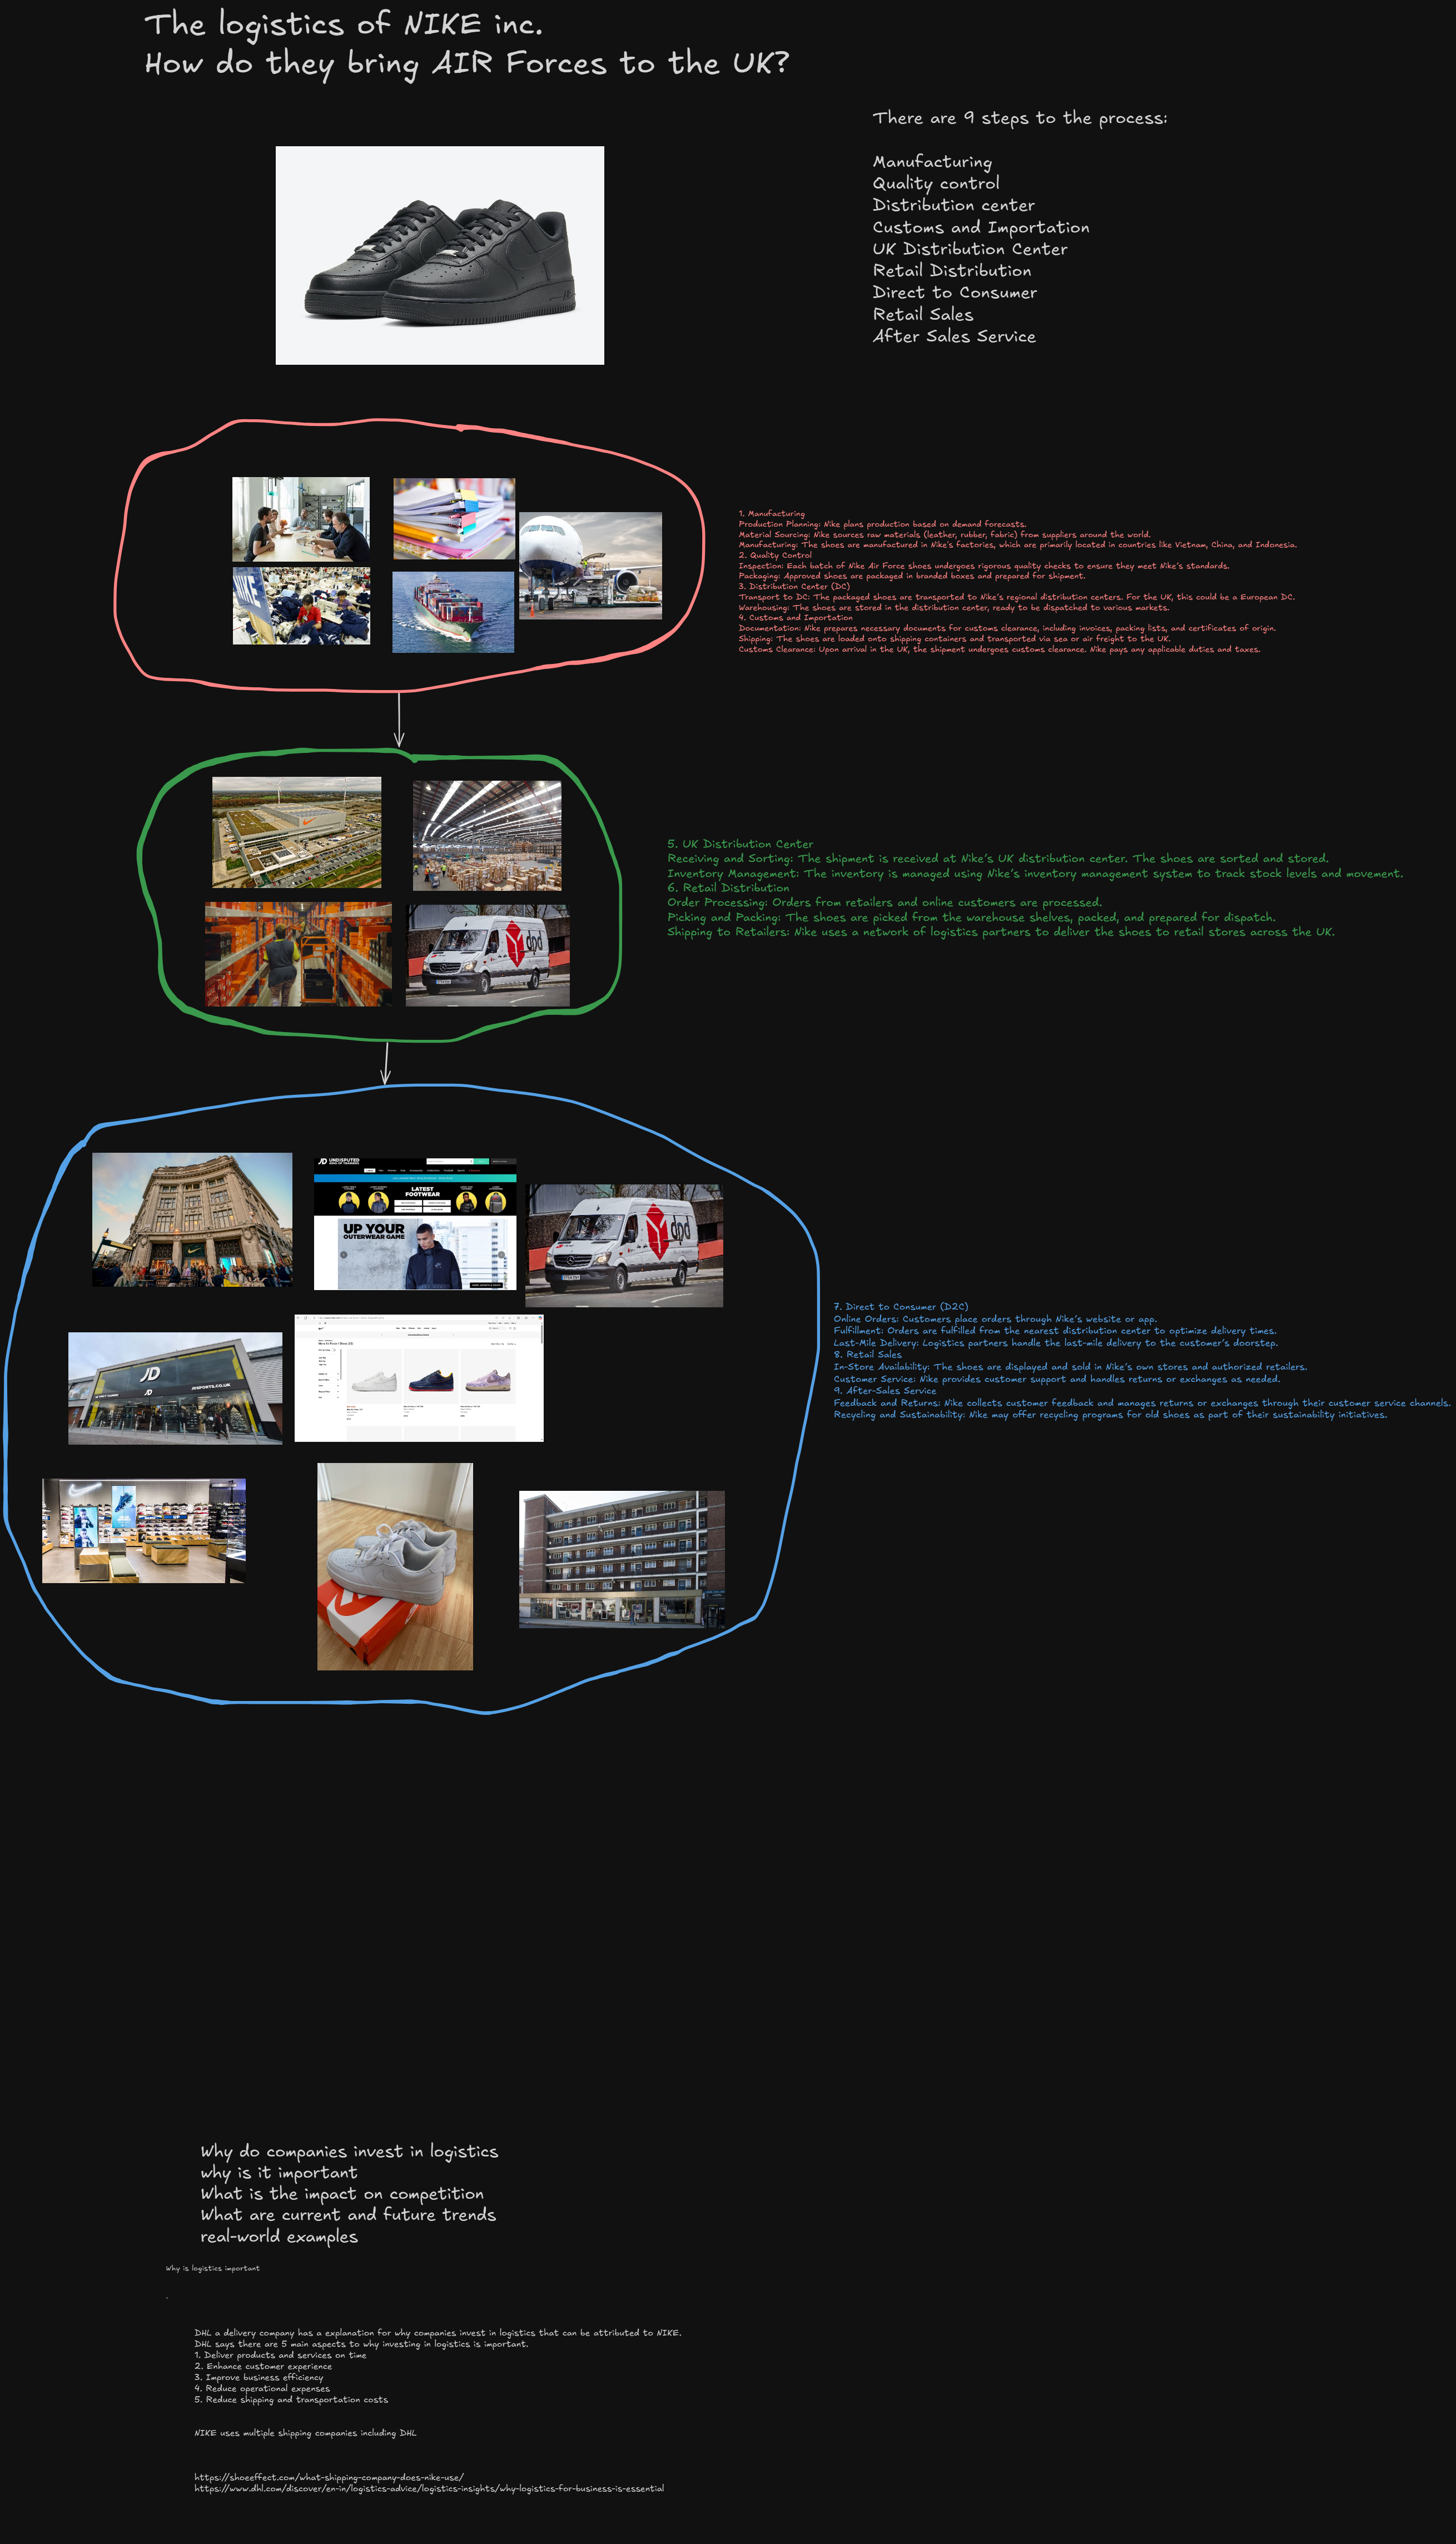 The logistics of NIKE inc.
How do they bring AIR Forces to the UK?
There are 9 steps to the process:
Manufacturing
Quality control
Distribution center
Customs and Importation
UK Distribution Center
Retail Distribution
Direct to Consumer
Retail Sales
After Sales Service
NIKE
1. Manufacturing
Production Planning: Nike plans production based on demand forecasts.
Material Sourcing: Nike sources raw materials (leather, rubber, fabric) from suppliers around the world.
Manufacturing: The shoes are manufactured in Nike's factories, which are primarily located in countries like Vietnam, China, and Indonesia.
2. Quality Control
Inspection: Each batch of Nike Air Force shoes undergoes rigorous quality checks to ensure they meet Nike's standards.
Packaging: Approved shoes are packaged in branded boxes and prepared for shipment.
3. Distribution Center (DC)
Transport to DC: The packaged shoes are transported to Nike's regional distribution centers. For the UK, this could be a European DC.
Warehousing: The shoes are stored in the distribution center, ready to be dispatched to various markets.
4. Customs and Importation
Documentation: Nike prepares necessary documents for customs clearance, including invoices, packing lists, and certificates of origin.
Shipping: The shoes are loaded onto shipping containers and transported via sea or air freight to the UK.
Customs Clearance: Upon arrival in the UK, the shipment undergoes customs clearance. Nike pays any applicable duties and taxes.
dpd
5. UK Distribution Center
Receiving and Sorting: The shipment is received at Nike's UK distribution center. The shoes are sorted and stored.
Inventory Management: The inventory is managed using Nike's inventory management system to track stock levels and movement.
6. Retail Distribution
Order Processing: Orders from retailers and online customers are processed.
Picking and Packing: The shoes are picked from the warehouse shelves, packed, and prepared for dispatch.
Shipping to Retailers: Nike uses a network of logistics partners to deliver the shoes to retail stores across the UK.
JD UNDISPUTED
LATEST
FOOTWEAR
UP YOUR
OUTERWEAR GAME
dpd
JD
JD
JDSPORTS.CO.UK
7. Direct to Consumer (D2C)
Online Orders: Customers place orders through Nike's website or app.
Fulfillment: Orders are fulfilled from the nearest distribution center to optimize delivery times.
Last-Mile Delivery: Logistics partners handle the last-mile delivery to the customer's doorstep.
8. Retail Sales
In-Store Availability: The shoes are displayed and sold in Nike's own stores and authorized retailers.
Customer Service: Nike provides customer support and handles returns or exchanges as needed.
9. After-Sales Service
Feedback and Returns: Nike collects customer feedback and manages returns or exchanges through their customer service channels.
Recycling and Sustainability: Nike may offer recycling programs for old shoes as part of their sustainability initiatives.
Why do companies invest in logistics
why is it important
What is the impact on competition
What are current and future trends
real-world examples
Why is logistics important
-
DHL a delivery company has a explanation for why companies invest in logistics that can be attributed to NIKE.
DHL says there are 5 main aspects to why investing in logistics is important.
1. Deliver products and services on time
2. Enhance customer experience
3. Improve business efficiency
4. Reduce operational expenses
5. Reduce shipping and transportation costs
NIKE uses multiple shipping companies including DHL
https://shoeeffect.com/what-shipping-company-does-nike-use/
https://www.dhl.com/discover/en-in/logistics-advice/logistics-insights/why-logistics-for-business-is-essential